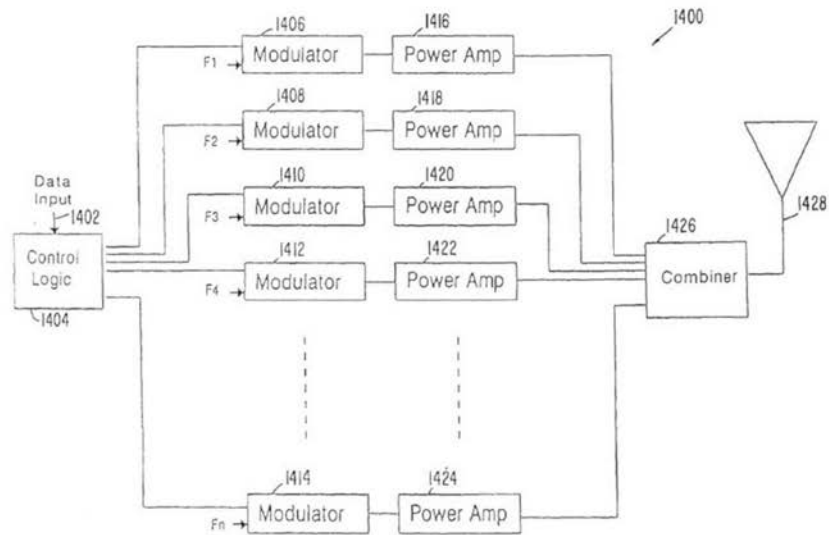 1400
1406
F1
Modulator
1416
Power Amp
1408
F2
Modulator
1418
Power Amp
1410
F3
Modulator
1420
Power Amp
1412
F4
Modulator
1422
Power Amp
1414
Fn
Modulator
1424
Power Amp
Data
Input
1402
Control
Logic
1404
1426
Combiner
1428